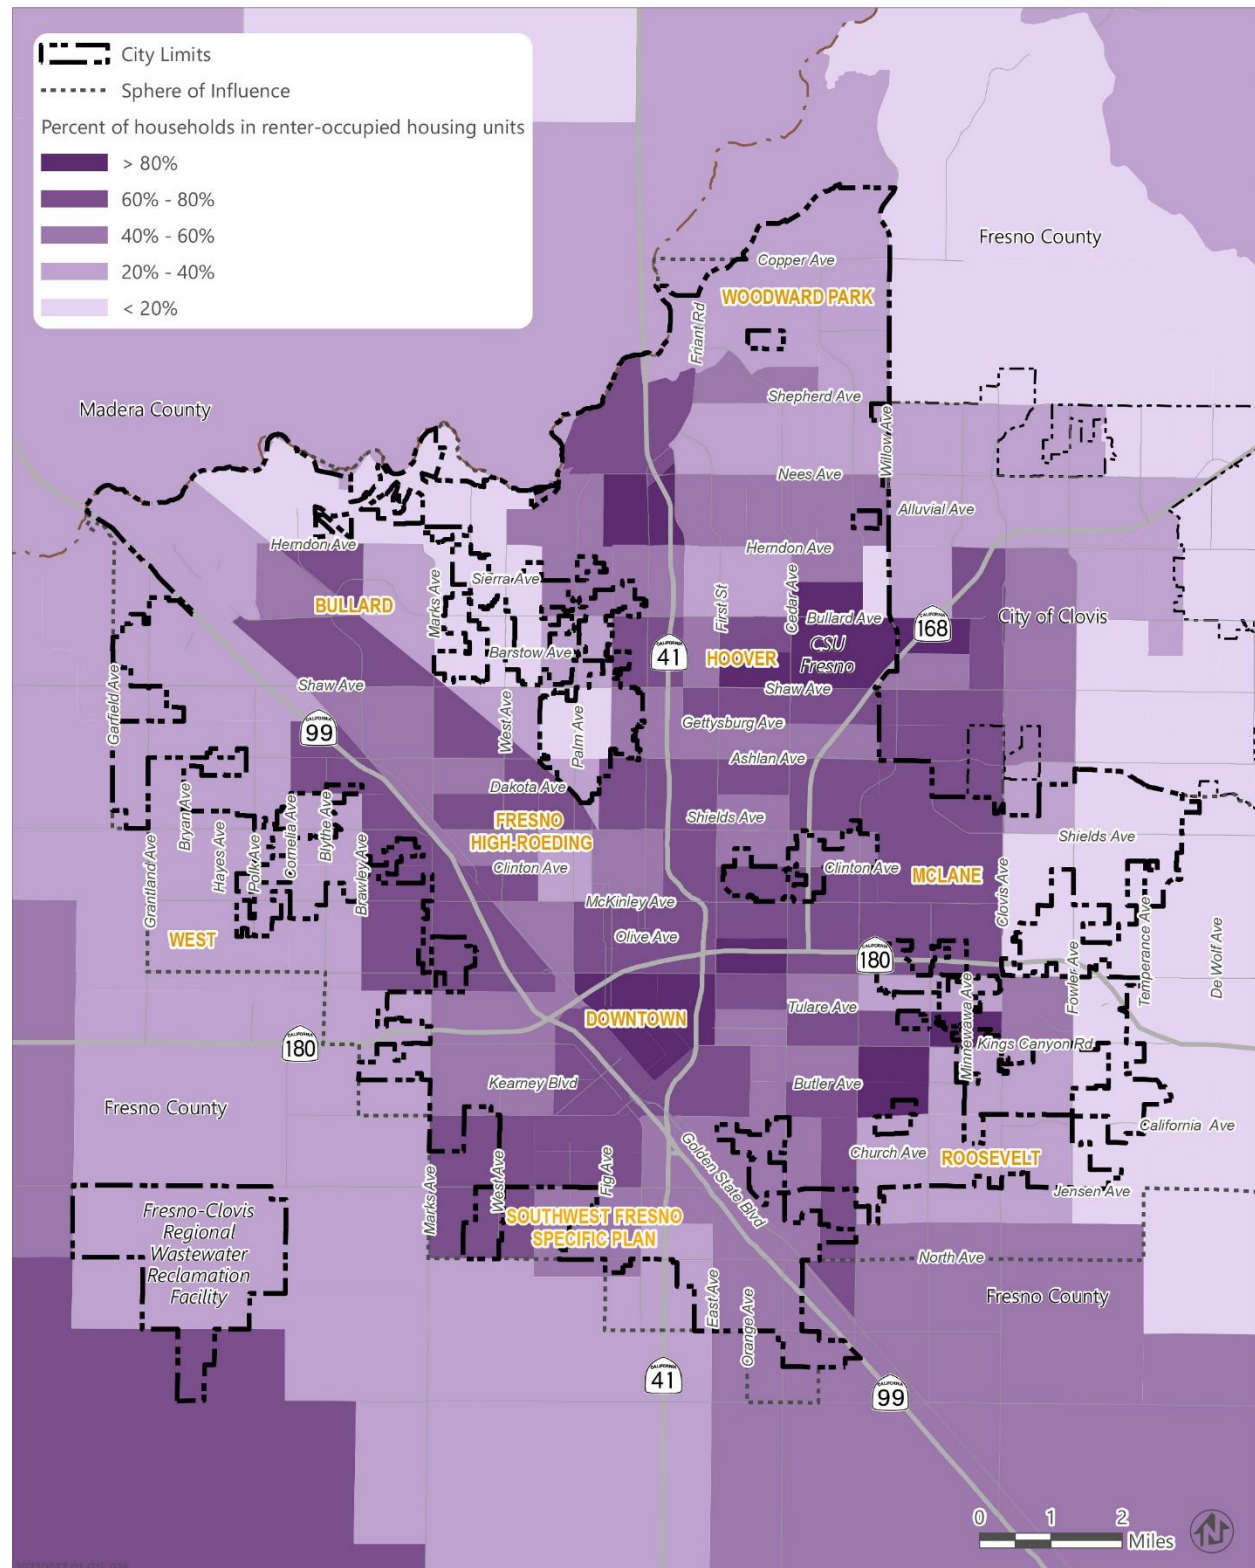 City Limits
Sphere of Influence
Percent of households in renter-occupied housing units
> 80%
60% - 80%
40% - 60%
20% - 40%
< 20%
Fresno County
Copper Ave
WOODWARD PARK
Friant Rd
Madera County
Shepherd Ave
Willow Ave
Nees Ave
Alluvial Ave
Herndon Ave
Herndon Ave
Sierra Ave
BULLARD
Marks Ave
First St
Cedar Ave
Bullard Ave
CALIFORNIA
168
City of Clovis
Barstow Ave
CALIFORNIA
41
HOOVER
CSU
Fresno
Garfield Ave
Shaw Ave
Shaw Ave
CALIFORNIA
99
West Ave
Palm Ave
Gettysburg Ave
Ashlan Ave
Dakota Ave
FRESNO
HIGH-ROEDING
Shields Ave
Shields Ave
Bryan Ave
Hayes Ave
Polk Ave
Cornelia Ave
Blythe Ave
Brawley Ave
Grantland Ave
Clinton Ave
Clinton Ave
MCLANE
Clovis Ave
McKinley Ave
WEST
Olive Ave
CALIFORNIA
180
Fowler Ave
Temperance Ave
De Wolf Ave
DOWNTOWN
Tulare Ave
Minnewawa Ave
CALIFORNIA
180
Kings Canyon Rd
Kearney Blvd
Butler Ave
Fresno County
California Ave
Golden State Blvd
Church Ave
ROOSEVELT
Marks Ave
West Ave
Fig Ave
Jensen Ave
Fresno-Clovis
Regional
Wastewater
Reclamation
Facility
SOUTHWEST FRESNO
SPECIFIC PLAN
North Ave
East Ave
Orange Ave
Fresno County
CALIFORNIA
41
CALIFORNIA
99
0 1 2
Miles
N